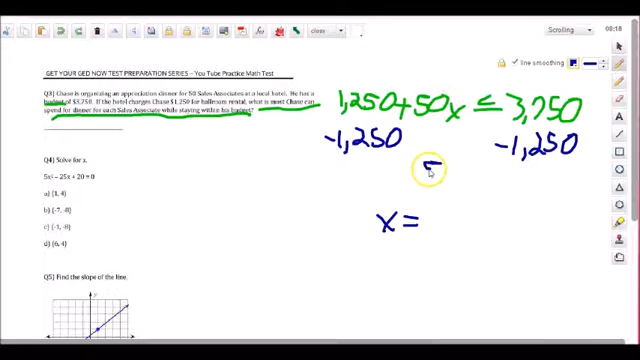 class
Scrolling
08:18
line smoothing
GET YOUR GED NOW TEST PREPARATION SERIES – You Tube Practice Math Test
Q3) Chase is organizing an appreciation dinner for 50 Sales Associates at a local hotel. He has a
budget of $3,750. If the hotel charges Chase $1,250 for ballroom rental, what is most Chase can
spend for dinner for each Sales Associate while staying within his budget?
1,250+50x ≤ 3,750
-1,250 -1,250
x =
Q4) Solve for x.
5x² – 25x + 20 = 0
a) {1, 4}
b) {-7, -8}
c) {-1, -8}
d) {6, 4}
Q5) Find the slope of the line.
y